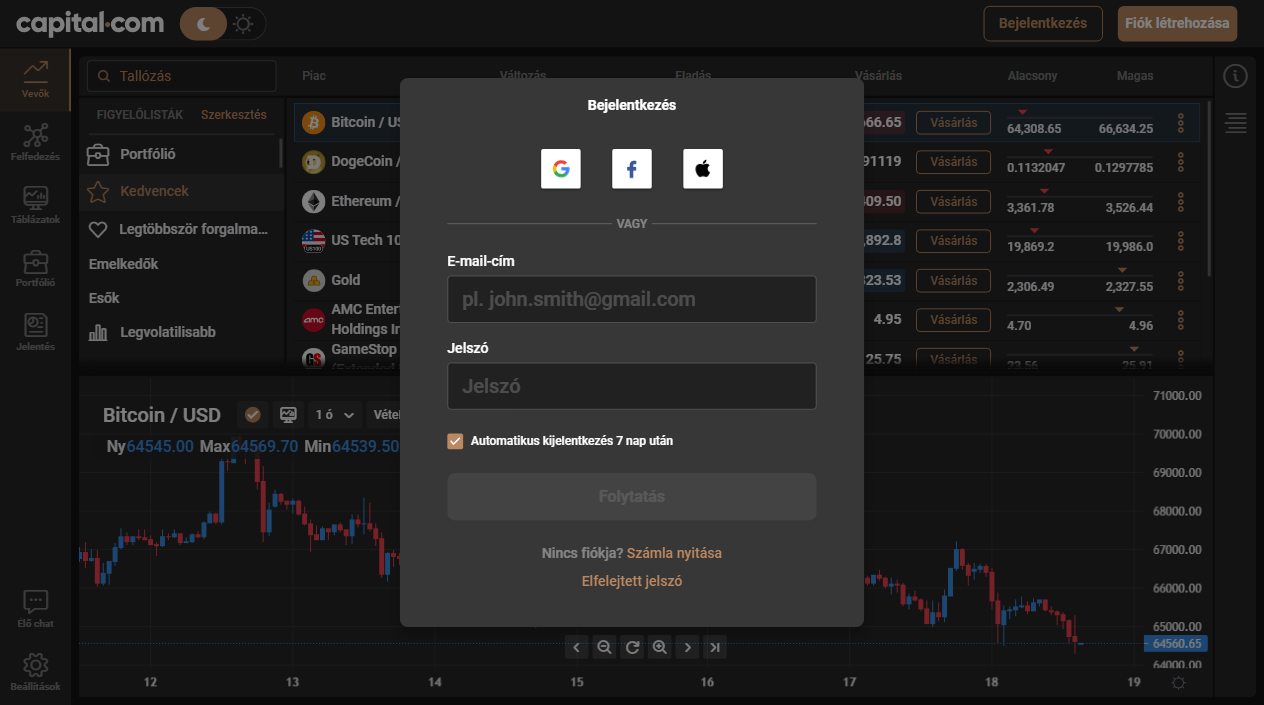 capital.com
Bejelentkezés
Fiók létrehozása
Vevők
Felfedezés
Táblázatok
Portfólió
Jelentés
Élő chat
Beállítások
Tallózás
FIGYELŐLISTÁK Szerkesztés
Portfólió
Kedvencek
Legtöbbször forgalma...
Emelkedők
Esők
Legvolatilisabb
Piac Változás Eladás Vásárlás Alacsony Magas
Bitcoin / US 666.65 Vásárlás 64,308.65 66,634.25
DogeCoin / 91119 Vásárlás 0.1132047 0.1297785
Ethereum / 409.50 Vásárlás 3,361.78 3,526.44
US Tech 10 ,892.8 Vásárlás 19,869.2 19,986.0
Gold 323.53 Vásárlás 2,306.49 2,327.55
AMC Enter
Holdings In 4.95 Vásárlás 4.70 4.96
GameStop 25.75 Vásárlás 23.56 25.91
(Extended
Bejelentkezés
VAGY
E-mail-cím
pl. john.smith@gmail.com
Jelszó
Jelszó
Automatikus kijelentkezés 7 nap után
Folytatás
Nincs fiókja? Számla nyitása
Elfelejtett jelszó
Bitcoin / USD 1 ó Vétel
Ny64545.00 Max64569.70 Min64539.50
71000.00
70000.00
69000.00
68000.00
67000.00
66000.00
65000.00
64560.65
64000.00
12 13 14 15 16 17 18 19